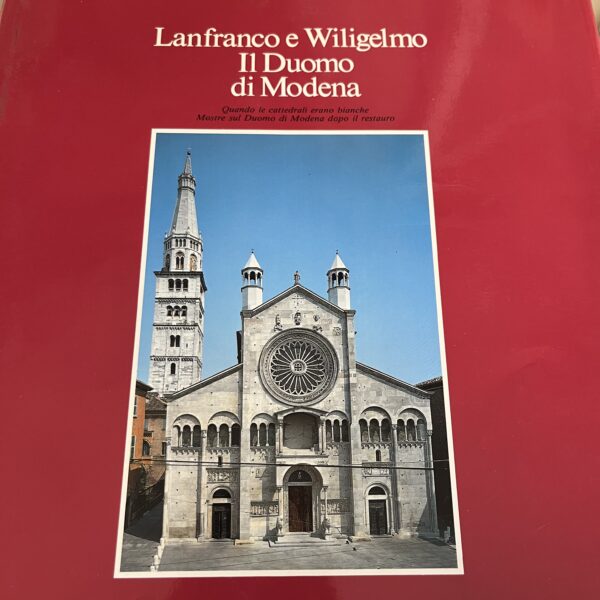 Lanfranco e Wiligelmo
Il Duomo
di Modena
Quando le cattedrali erano bianche
Mostre sul Duomo di Modena dopo il restauro